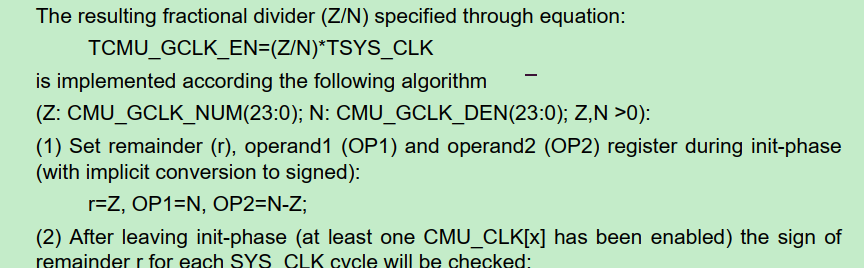 The resulting fractional divider (Z/N) specified through equation:
TCMU_GCLK_EN=(Z/N)*TSYS_CLK
is implemented according the following algorithm
(Z: CMU_GCLK_NUM(23:0); N: CMU_GCLK_DEN(23:0); Z,N >0):
(1) Set remainder (r), operand1 (OP1) and operand2 (OP2) register during init-phase
(with implicit conversion to signed):
r=Z, OP1=N, OP2=N-Z;
(2) After leaving init-phase (at least one CMU_CLK[x] has been enabled) the sign of
remainder r for each SYS_CLK cycle will be checked: